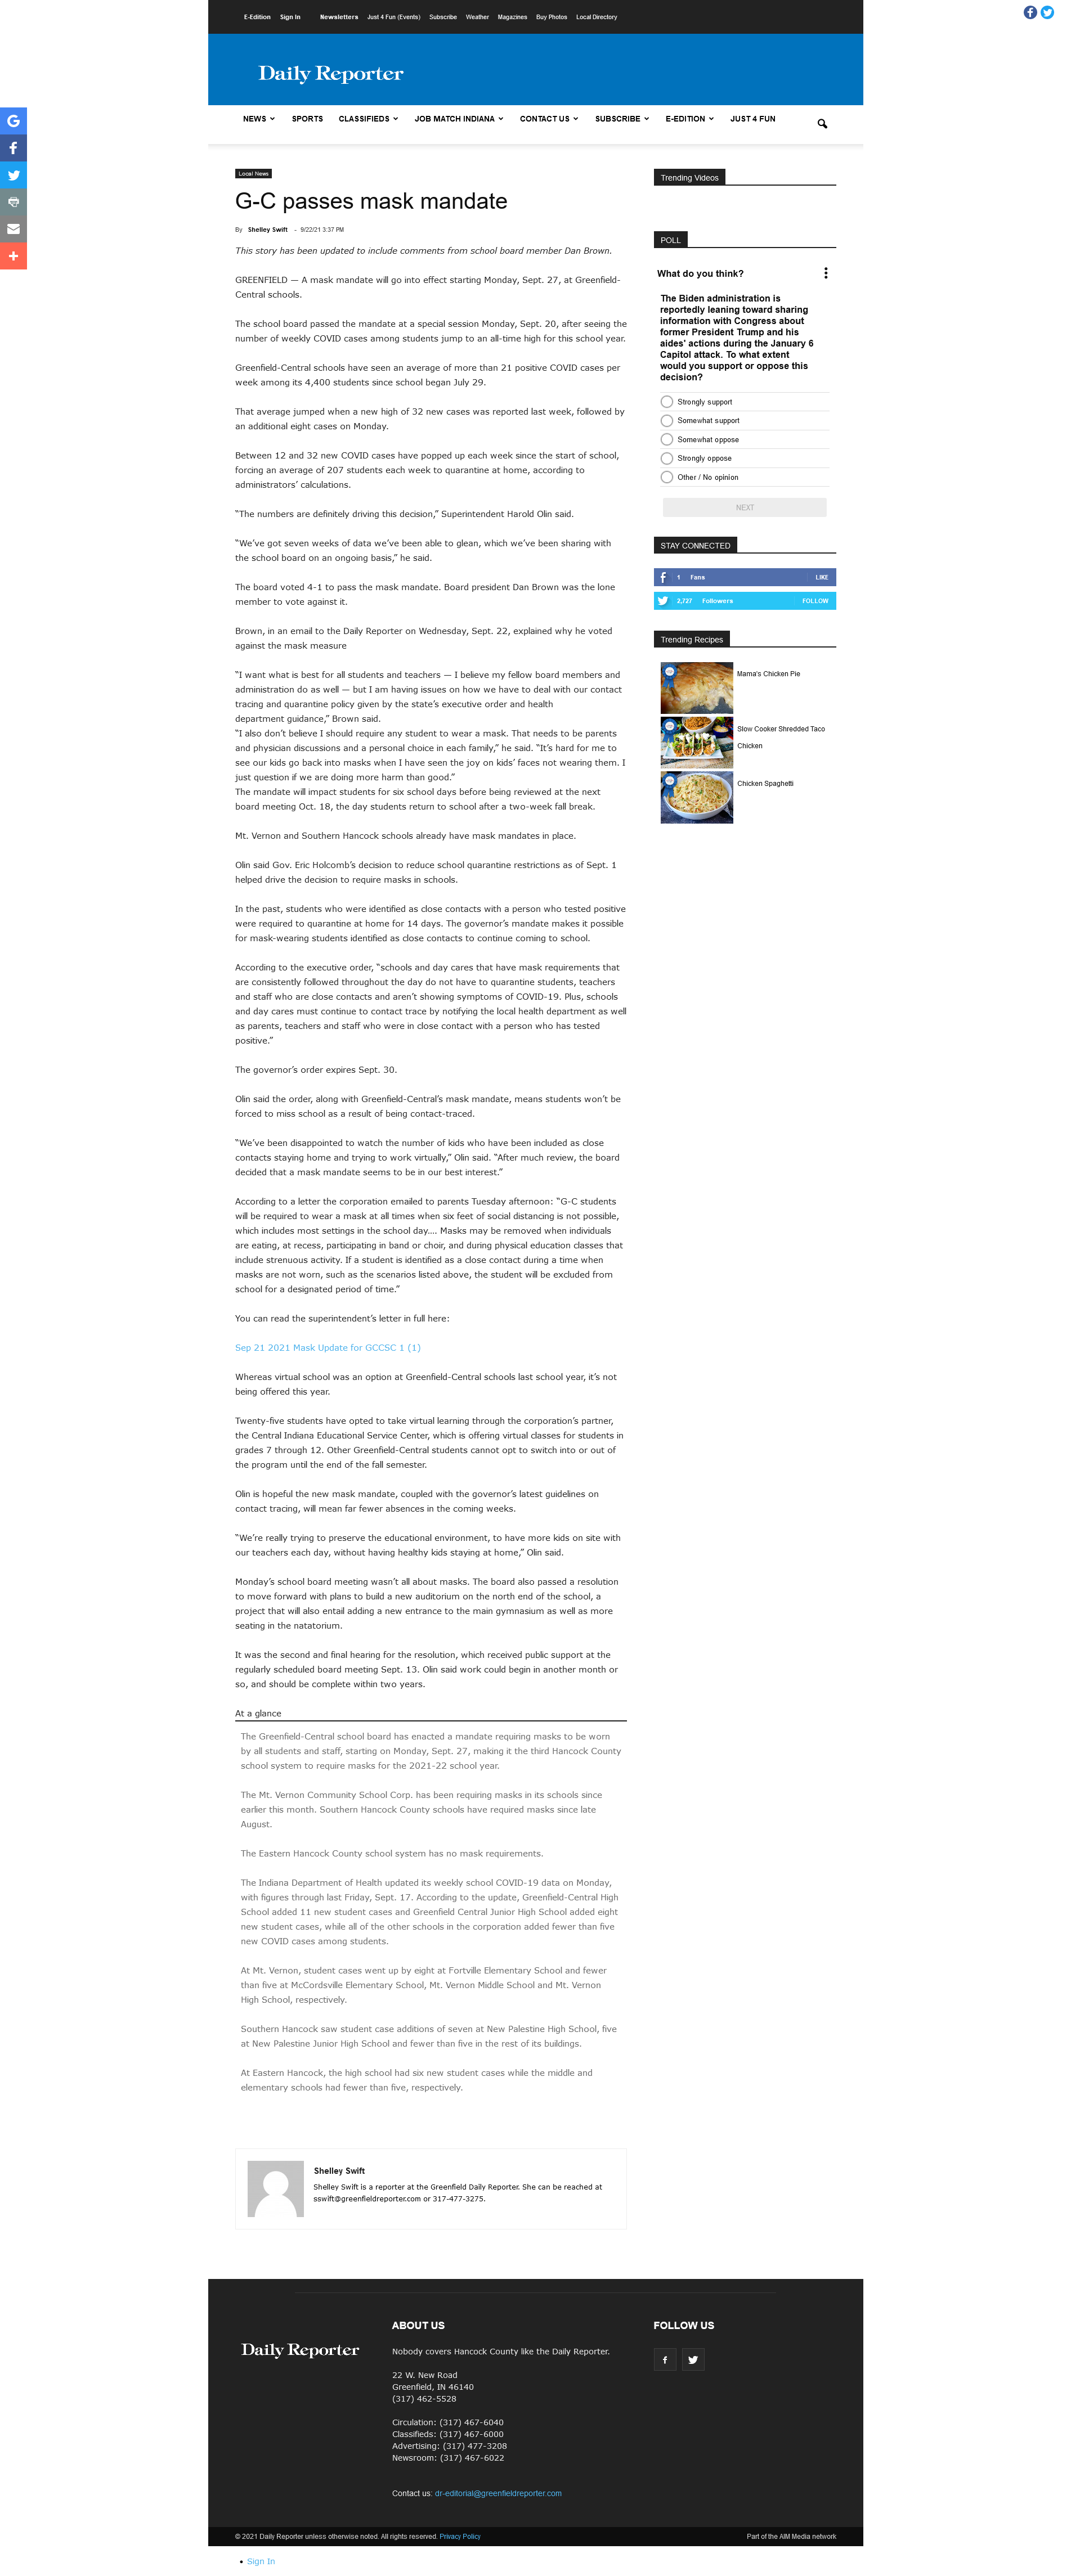 E-Edition Sign In Newsletters Just 4 Fun (Events) Subscribe Weather Magazines Buy Photos Local Directory
Daily Reporter
NEWS SPORTS CLASSIFIEDS JOB MATCH INDIANA CONTACT US SUBSCRIBE E-EDITION JUST 4 FUN
Local News
G-C passes mask mandate
By Shelley Swift - 9/22/21 3:37 PM
This story has been updated to include comments from school board member Dan Brown.
GREENFIELD — A mask mandate will go into effect starting Monday, Sept. 27, at Greenfield-
Central schools.
The school board passed the mandate at a special session Monday, Sept. 20, after seeing the
number of weekly COVID cases among students jump to an all-time high for this school year.
Greenfield-Central schools have seen an average of more than 21 positive COVID cases per
week among its 4,400 students since school began July 29.
That average jumped when a new high of 32 new cases was reported last week, followed by
an additional eight cases on Monday.
Between 12 and 32 new COVID cases have popped up each week since the start of school,
forcing an average of 207 students each week to quarantine at home, according to
administrators’ calculations.
“The numbers are definitely driving this decision,” Superintendent Harold Olin said.
“We’ve got seven weeks of data we’ve been able to glean, which we’ve been sharing with
the school board on an ongoing basis,” he said.
The board voted 4-1 to pass the mask mandate. Board president Dan Brown was the lone
member to vote against it.
Brown, in an email to the Daily Reporter on Wednesday, Sept. 22, explained why he voted
against the mask measure
“I want what is best for all students and teachers — I believe my fellow board members and
administration do as well — but I am having issues on how we have to deal with our contact
tracing and quarantine policy given by the state’s executive order and health
department guidance,” Brown said.
“I also don’t believe I should require any student to wear a mask. That needs to be parents
and physician discussions and a personal choice in each family,” he said. “It’s hard for me to
see our kids go back into masks when I have seen the joy on kids’ faces not wearing them. I
just question if we are doing more harm than good.”
The mandate will impact students for six school days before being reviewed at the next
board meeting Oct. 18, the day students return to school after a two-week fall break.
Mt. Vernon and Southern Hancock schools already have mask mandates in place.
Olin said Gov. Eric Holcomb’s decision to reduce school quarantine restrictions as of Sept. 1
helped drive the decision to require masks in schools.
In the past, students who were identified as close contacts with a person who tested positive
were required to quarantine at home for 14 days. The governor’s mandate makes it possible
for mask-wearing students identified as close contacts to continue coming to school.
According to the executive order, “schools and day cares that have mask requirements that
are consistently followed throughout the day do not have to quarantine students, teachers
and staff who are close contacts and aren’t showing symptoms of COVID-19. Plus, schools
and day cares must continue to contact trace by notifying the local health department as well
as parents, teachers and staff who were in close contact with a person who has tested
positive.”
The governor’s order expires Sept. 30.
Olin said the order, along with Greenfield-Central’s mask mandate, means students won’t be
forced to miss school as a result of being contact-traced.
“We’ve been disappointed to watch the number of kids who have been included as close
contacts staying home and trying to work virtually,” Olin said. “After much review, the board
decided that a mask mandate seems to be in our best interest.”
According to a letter the corporation emailed to parents Tuesday afternoon: “G-C students
will be required to wear a mask at all times when six feet of social distancing is not possible,
which includes most settings in the school day.... Masks may be removed when individuals
are eating, at recess, participating in band or choir, and during physical education classes that
include strenuous activity. If a student is identified as a close contact during a time when
masks are not worn, such as the scenarios listed above, the student will be excluded from
school for a designated period of time.”
You can read the superintendent’s letter in full here:
Sep 21 2021 Mask Update for GCCSC 1 (1)
Whereas virtual school was an option at Greenfield-Central schools last school year, it’s not
being offered this year.
Twenty-five students have opted to take virtual learning through the corporation’s partner,
the Central Indiana Educational Service Center, which is offering virtual classes for students in
grades 7 through 12. Other Greenfield-Central students cannot opt to switch into or out of
the program until the end of the fall semester.
Olin is hopeful the new mask mandate, coupled with the governor’s latest guidelines on
contact tracing, will mean far fewer absences in the coming weeks.
“We’re really trying to preserve the educational environment, to have more kids on site with
our teachers each day, without having healthy kids staying at home,” Olin said.
Monday’s school board meeting wasn’t all about masks. The board also passed a resolution
to move forward with plans to build a new auditorium on the north end of the school, a
project that will also entail adding a new entrance to the main gymnasium as well as more
seating in the natatorium.
It was the second and final hearing for the resolution, which received public support at the
regularly scheduled board meeting Sept. 13. Olin said work could begin in another month or
so, and should be complete within two years.
At a glance
The Greenfield-Central school board has enacted a mandate requiring masks to be worn
by all students and staff, starting on Monday, Sept. 27, making it the third Hancock County
school system to require masks for the 2021-22 school year.
The Mt. Vernon Community School Corp. has been requiring masks in its schools since
earlier this month. Southern Hancock County schools have required masks since late
August.
The Eastern Hancock County school system has no mask requirements.
The Indiana Department of Health updated its weekly school COVID-19 data on Monday,
with figures through last Friday, Sept. 17. According to the update, Greenfield-Central High
School added 11 new student cases and Greenfield Central Junior High School added eight
new student cases, while all of the other schools in the corporation added fewer than five
new COVID cases among students.
At Mt. Vernon, student cases went up by eight at Fortville Elementary School and fewer
than five at McCordsville Elementary School, Mt. Vernon Middle School and Mt. Vernon
High School, respectively.
Southern Hancock saw student case additions of seven at New Palestine High School, five
at New Palestine Junior High School and fewer than five in the rest of its buildings.
At Eastern Hancock, the high school had six new student cases while the middle and
elementary schools had fewer than five, respectively.
Shelley Swift
Shelley Swift is a reporter at the Greenfield Daily Reporter. She can be reached at
sswift@greenfieldreporter.com or 317-477-3275.
Trending Videos
POLL
What do you think?
The Biden administration is
reportedly leaning toward sharing
information with Congress about
former President Trump and his
aides' actions during the January 6
Capitol attack. To what extent
would you support or oppose this
decision?
Strongly support
Somewhat support
Somewhat oppose
Strongly oppose
Other / No opinion
NEXT
STAY CONNECTED
1 Fans LIKE
2,727 Followers FOLLOW
Trending Recipes
Mama's Chicken Pie
Slow Cooker Shredded Taco
Chicken
Chicken Spaghetti
Daily Reporter
ABOUT US
Nobody covers Hancock County like the Daily Reporter.
22 W. New Road
Greenfield, IN 46140
(317) 462-5528
Circulation: (317) 467-6040
Classifieds: (317) 467-6000
Advertising: (317) 477-3208
Newsroom: (317) 467-6022
Contact us: dr-editorial@greenfieldreporter.com
FOLLOW US
© 2021 Daily Reporter unless otherwise noted. All rights reserved. Privacy Policy
Part of the AIM Media network
Sign In